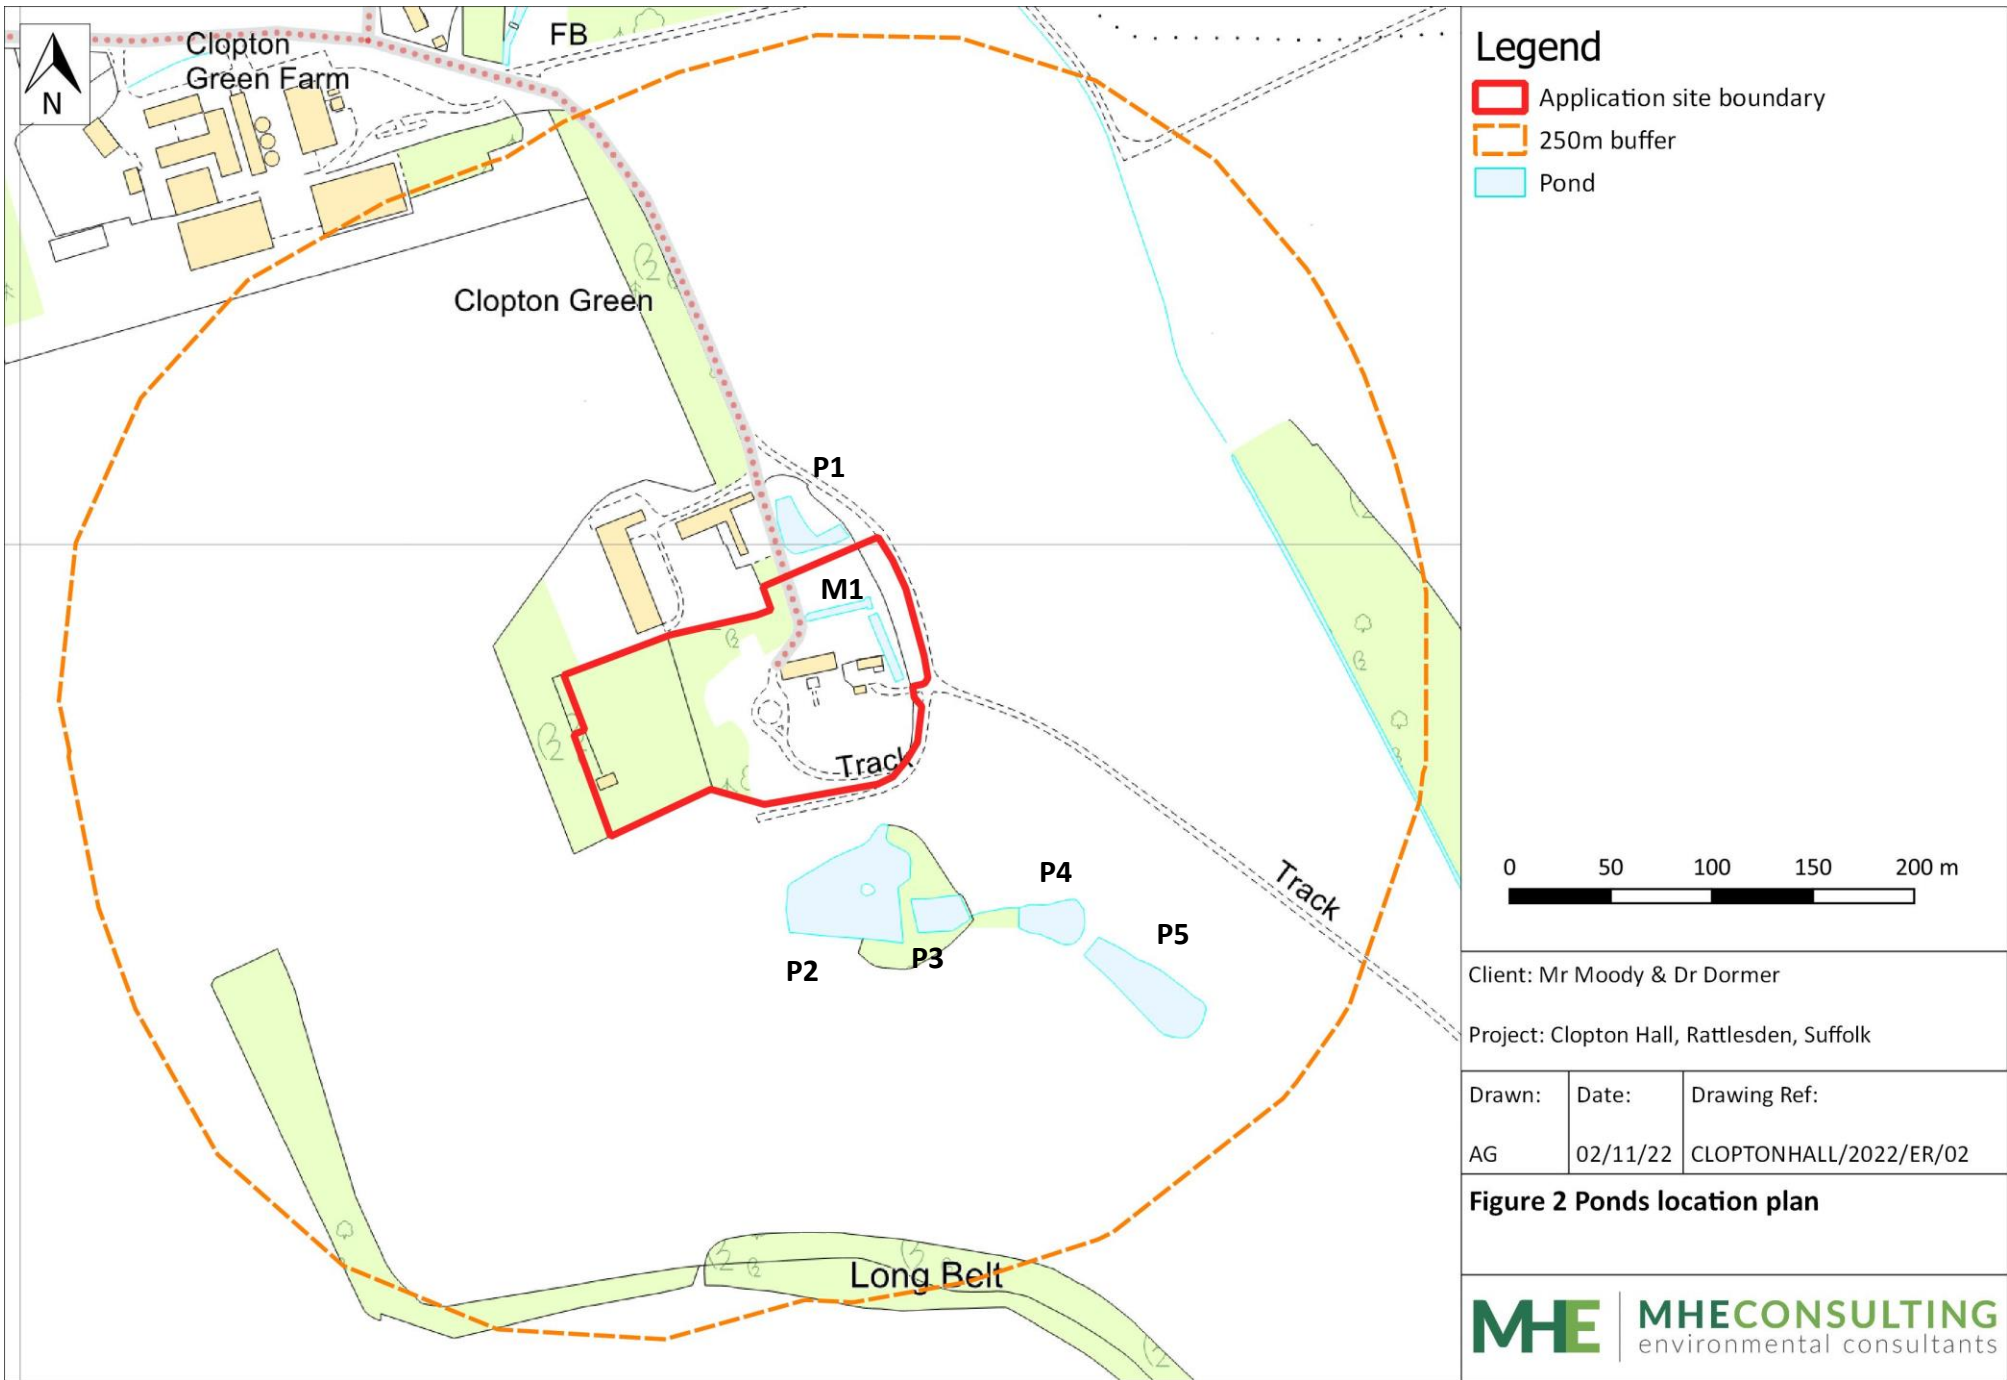 Clopton
Green Farm
FB
N
Clopton Green
P1
M1
Track
P4
P5
P3
P2
Track
Long Belt
Legend
Application site boundary
250m buffer
Pond
0 50 100 150 200 m
Client: Mr Moody & Dr Dormer
Project: Clopton Hall, Rattlesden, Suffolk
Drawn: Date: Drawing Ref:
AG 02/11/22 CLOPTONHALL/2022/ER/02
Figure 2 Ponds location plan
MHE MHECONSULTING
environmental consultants